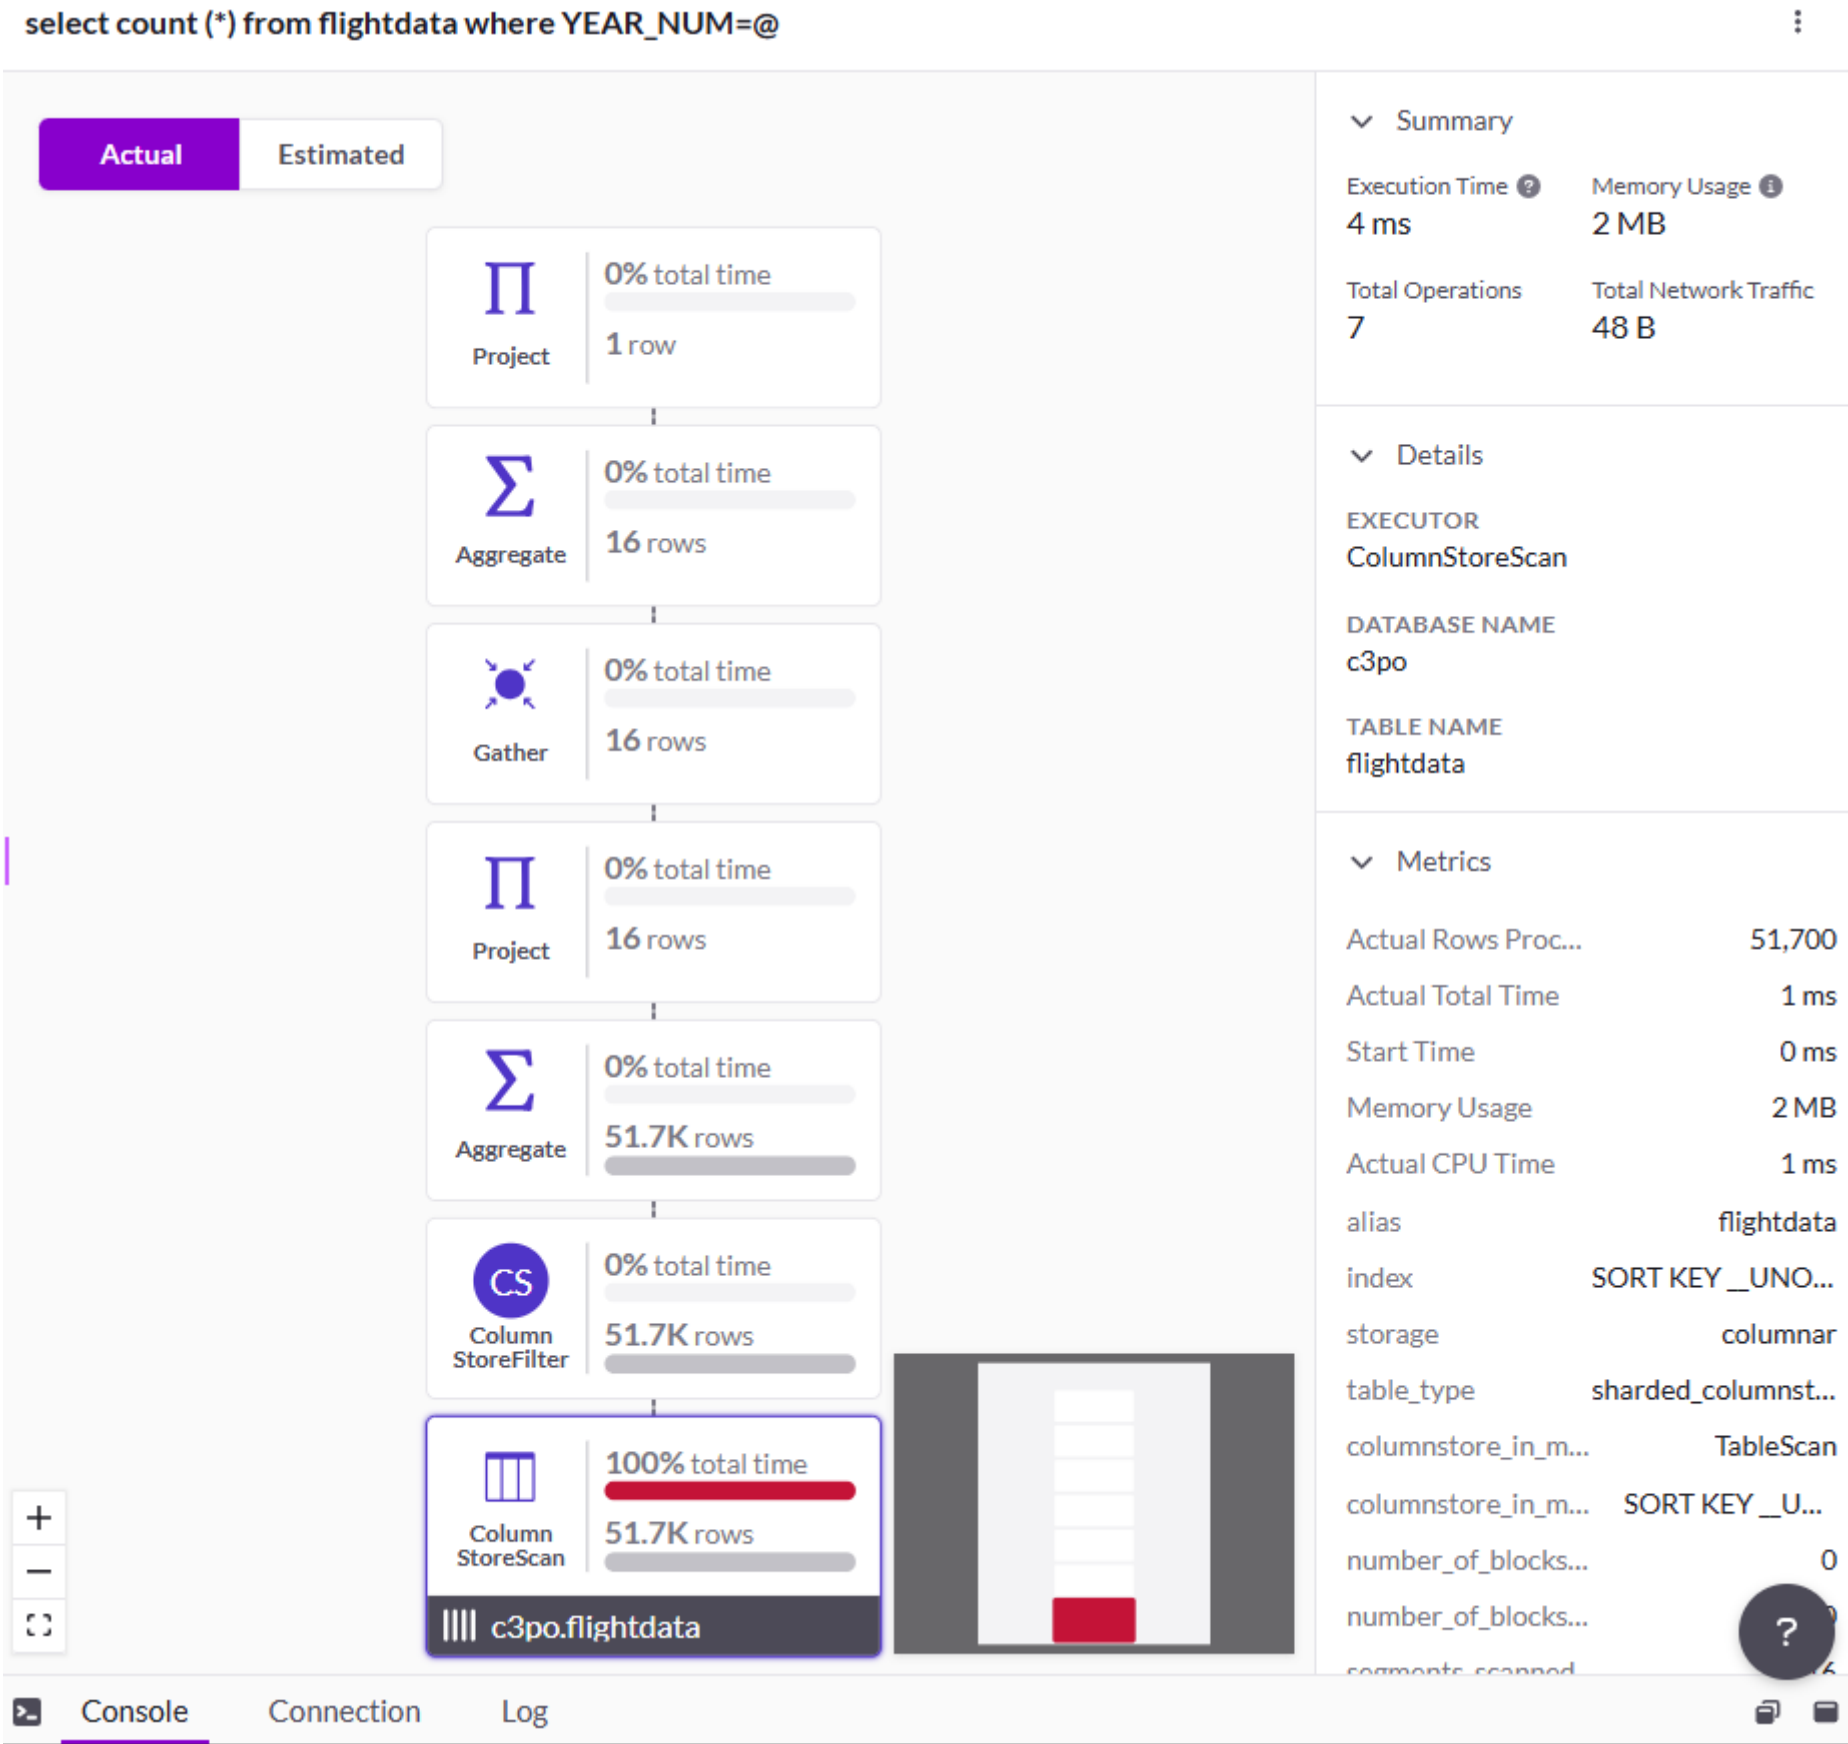 select count (*) from flightdata where YEAR_NUM=@
Actual
Estimated
Π
Project
0% total time
1 row
Σ
Aggregate
0% total time
16 rows
Gather
0% total time
16 rows
Π
Project
0% total time
16 rows
Σ
Aggregate
0% total time
51.7K rows
CS
Column
StoreFilter
0% total time
51.7K rows
Column
StoreScan
100% total time
51.7K rows
c3po.flightdata
Summary
Execution Time ?
4 ms
Memory Usage i
2 MB
Total Operations
7
Total Network Traffic
48 B
Details
EXECUTOR
ColumnStoreScan
DATABASE NAME
c3po
TABLE NAME
flightdata
Metrics
Actual Rows Proc... 51,700
Actual Total Time 1 ms
Start Time 0 ms
Memory Usage 2 MB
Actual CPU Time 1 ms
alias flightdata
index SORT KEY __UNO...
storage columnar
table_type sharded_columnst...
columnstore_in_m... TableScan
columnstore_in_m... SORT KEY __U...
number_of_blocks... 0
number_of_blocks...
segments_scanned
?
Console
Connection
Log